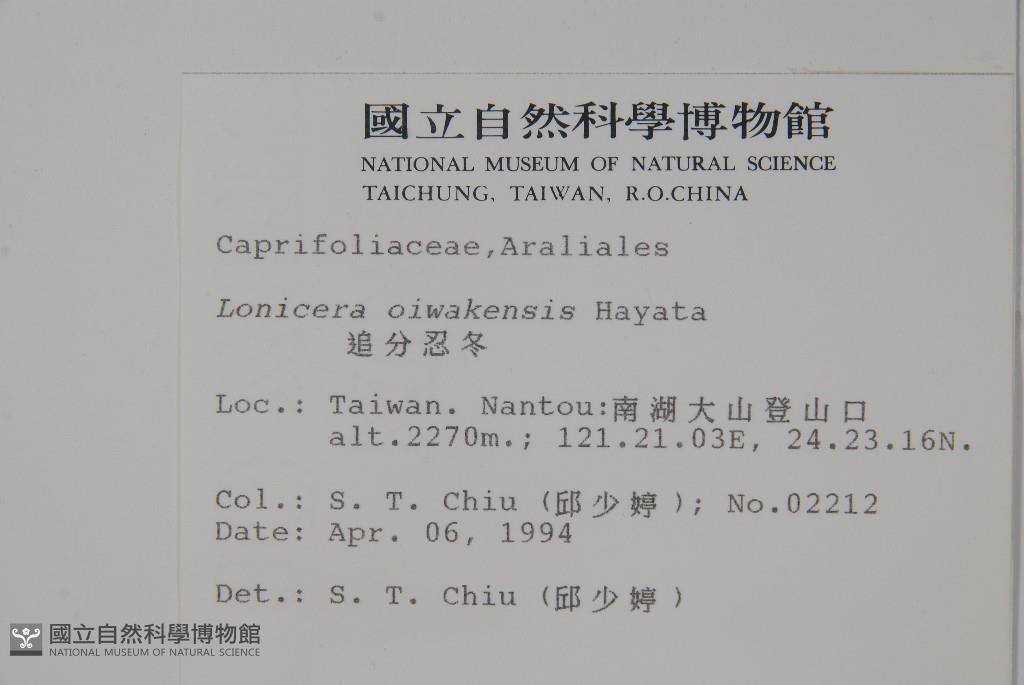 國立自然科學博物館
NATIONAL MUSEUM OF NATURAL SCIENCE
TAICHUNG, TAIWAN, R.O.CHINA
Caprifoliaceae,Araliales
Lonicera oiwakensis Hayata
追分忍冬
Loc.: Taiwan. Nantou:南湖大山登山口
alt.2270m.; 121.21.03E, 24.23.16N.
Col.: S. T. Chiu (邱少婷); No.02212
Date: Apr. 06, 1994
Det.: S. T. Chiu (邱少婷)
國立自然科學博物館
NATIONAL MUSEUM OF NATURAL SCIENCE